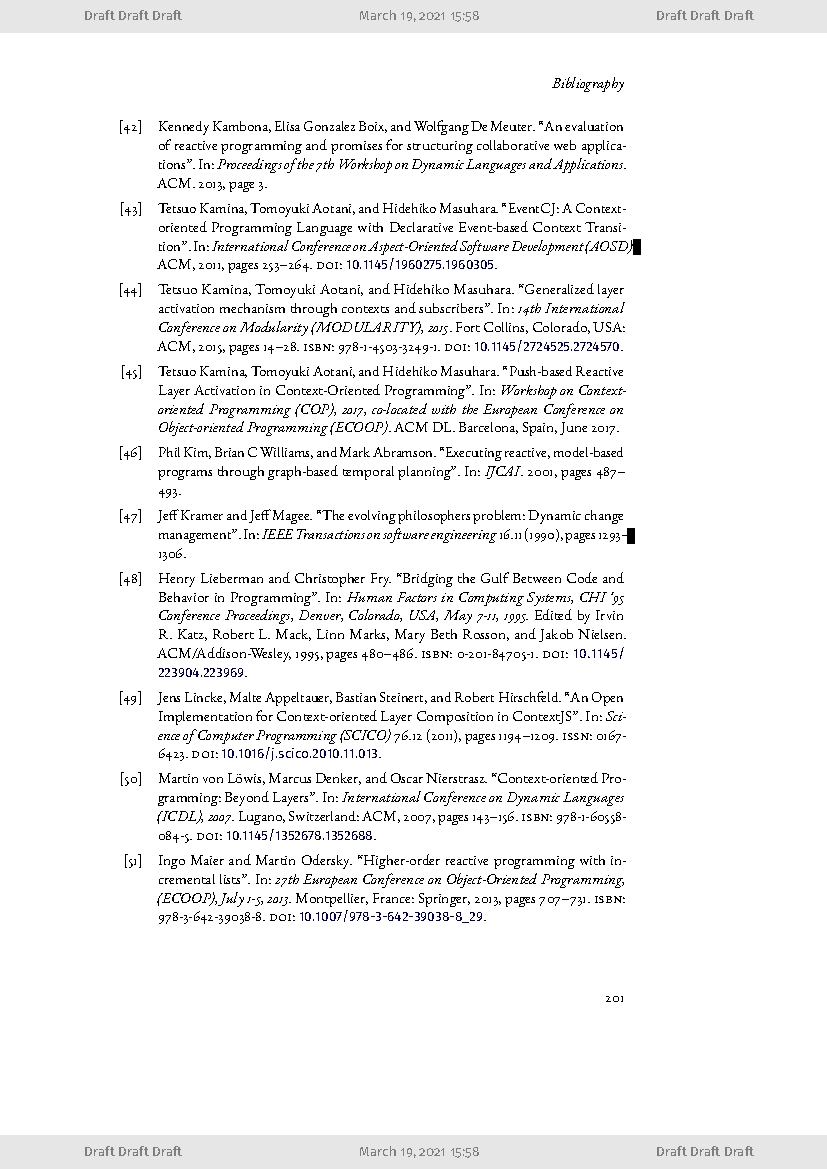 Draft Draft Draft March 19, 2021 15:58 Draft Draft Draft
Bibliography
[42] Kennedy Kambona, Elisa Gonzalez Boix, and Wolfgang De Meuter. “An evaluation
of reactive programming and promises for structuring collaborative web applica-
tions”. In: Proceedings of the 7th Workshop on Dynamic Languages and Applications.
ACM. 2013, page 3.
[43] Tetsuo Kamina, Tomoyuki Aotani, and Hidehiko Masuhara. “EventCJ: A Context-
oriented Programming Language with Declarative Event-based Context Transi-
tion”. In: International Conference on Aspect-Oriented Software Development (AOSD)
ACM, 2011, pages 253–264. DOI: 10.1145/1960275.1960305.
[44] Tetsuo Kamina, Tomoyuki Aotani, and Hidehiko Masuhara. “Generalized layer
activation mechanism through contexts and subscribers”. In: 14th International
Conference on Modularity (MODULARITY), 2015. Fort Collins, Colorado, USA:
ACM, 2015, pages 14–28. ISBN: 978-1-4503-3249-1. DOI: 10.1145/2724525.2724570.
[45] Tetsuo Kamina, Tomoyuki Aotani, and Hidehiko Masuhara. “Push-based Reactive
Layer Activation in Context-Oriented Programming”. In: Workshop on Context-
oriented Programming (COP), 2017, co-located with the European Conference on
Object-oriented Programming (ECOOP). ACM DL. Barcelona, Spain, June 2017.
[46] Phil Kim, Brian C Williams, and Mark Abramson. “Executing reactive, model-based
programs through graph-based temporal planning”. In: IJCAI. 2001, pages 487–
493.
[47] Jeff Kramer and Jeff Magee. “The evolving philosophers problem: Dynamic change
management”. In: IEEE Transactions on software engineering 16.11 (1990), pages 1293–
1306.
[48] Henry Lieberman and Christopher Fry. “Bridging the Gulf Between Code and
Behavior in Programming”. In: Human Factors in Computing Systems, CHI '95
Conference Proceedings, Denver, Colorado, USA, May 7-11, 1995. Edited by Irvin
R. Katz, Robert L. Mack, Linn Marks, Mary Beth Rosson, and Jakob Nielsen.
ACM/Addison-Wesley, 1995, pages 480–486. ISBN: 0-201-84705-1. DOI: 10.1145/
223904.223969.
[49] Jens Lincke, Malte Appeltauer, Bastian Steinert, and Robert Hirschfeld. “An Open
Implementation for Context-oriented Layer Composition in ContextJS”. In: Sci-
ence of Computer Programming (SCICO) 76.12 (2011), pages 1194–1209. ISSN: 0167-
6423. DOI: 10.1016/j.scico.2010.11.013.
[50] Martin von Löwis, Marcus Denker, and Oscar Nierstrasz. “Context-oriented Pro-
gramming: Beyond Layers”. In: International Conference on Dynamic Languages
(ICDL), 2007. Lugano, Switzerland: ACM, 2007, pages 143–156. ISBN: 978-1-60558-
084-5. DOI: 10.1145/1352678.1352688.
[51] Ingo Maier and Martin Odersky. “Higher-order reactive programming with in-
cremental lists”. In: 27th European Conference on Object-Oriented Programming,
(ECOOP), July 1-5, 2013. Montpellier, France: Springer, 2013, pages 707–731. ISBN:
978-3-642-39038-8. DOI: 10.1007/978-3-642-39038-8_29.
201
Draft Draft Draft March 19, 2021 15:58 Draft Draft Draft